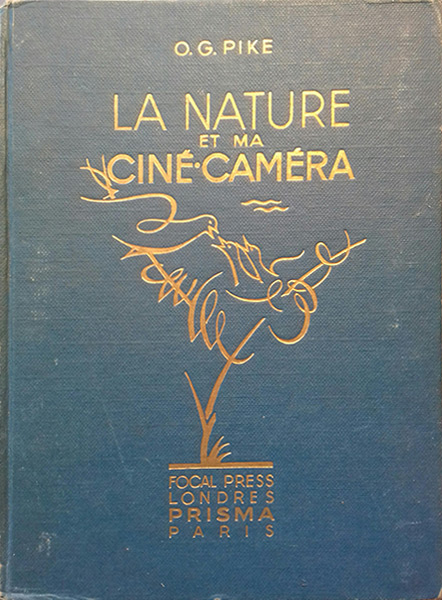 O. G. PIKE
LA NATURE
ET MA
CINÉ·CAMÉRA
FOCAL PRESS
LONDRES
PRISMA
PARIS